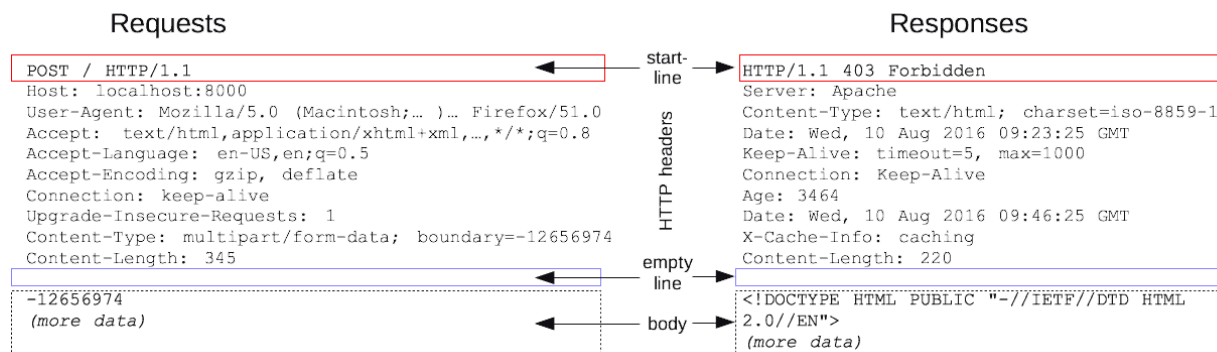 Requests
POST / HTTP/1.1
Host: localhost:8000
User-Agent: Mozilla/5.0 (Macintosh;… )… Firefox/51.0
Accept: text/html,application/xhtml+xml,…,*/*;q=0.8
Accept-Language: en-US,en;q=0.5
Accept-Encoding: gzip, deflate
Connection: keep-alive
Upgrade-Insecure-Requests: 1
Content-Type: multipart/form-data; boundary=-12656974
Content-Length: 345
-12656974
(more data)
start-
line
HTTP headers
empty
line
body
Responses
HTTP/1.1 403 Forbidden
Server: Apache
Content-Type: text/html; charset=iso-8859-1
Date: Wed, 10 Aug 2016 09:23:25 GMT
Keep-Alive: timeout=5, max=1000
Connection: Keep-Alive
Age: 3464
Date: Wed, 10 Aug 2016 09:46:25 GMT
X-Cache-Info: caching
Content-Length: 220
<!DOCTYPE HTML PUBLIC "-//IETF//DTD HTML
2.0//EN">
(more data)